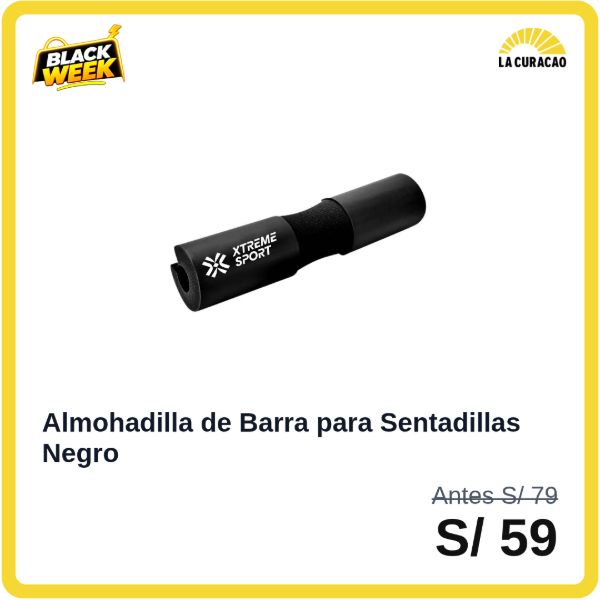 BLACK
WEEK
LA CURACAO
XTREME
SPORT
Almohadilla de Barra para Sentadillas
Negro
Antes S/ 79
S/ 59